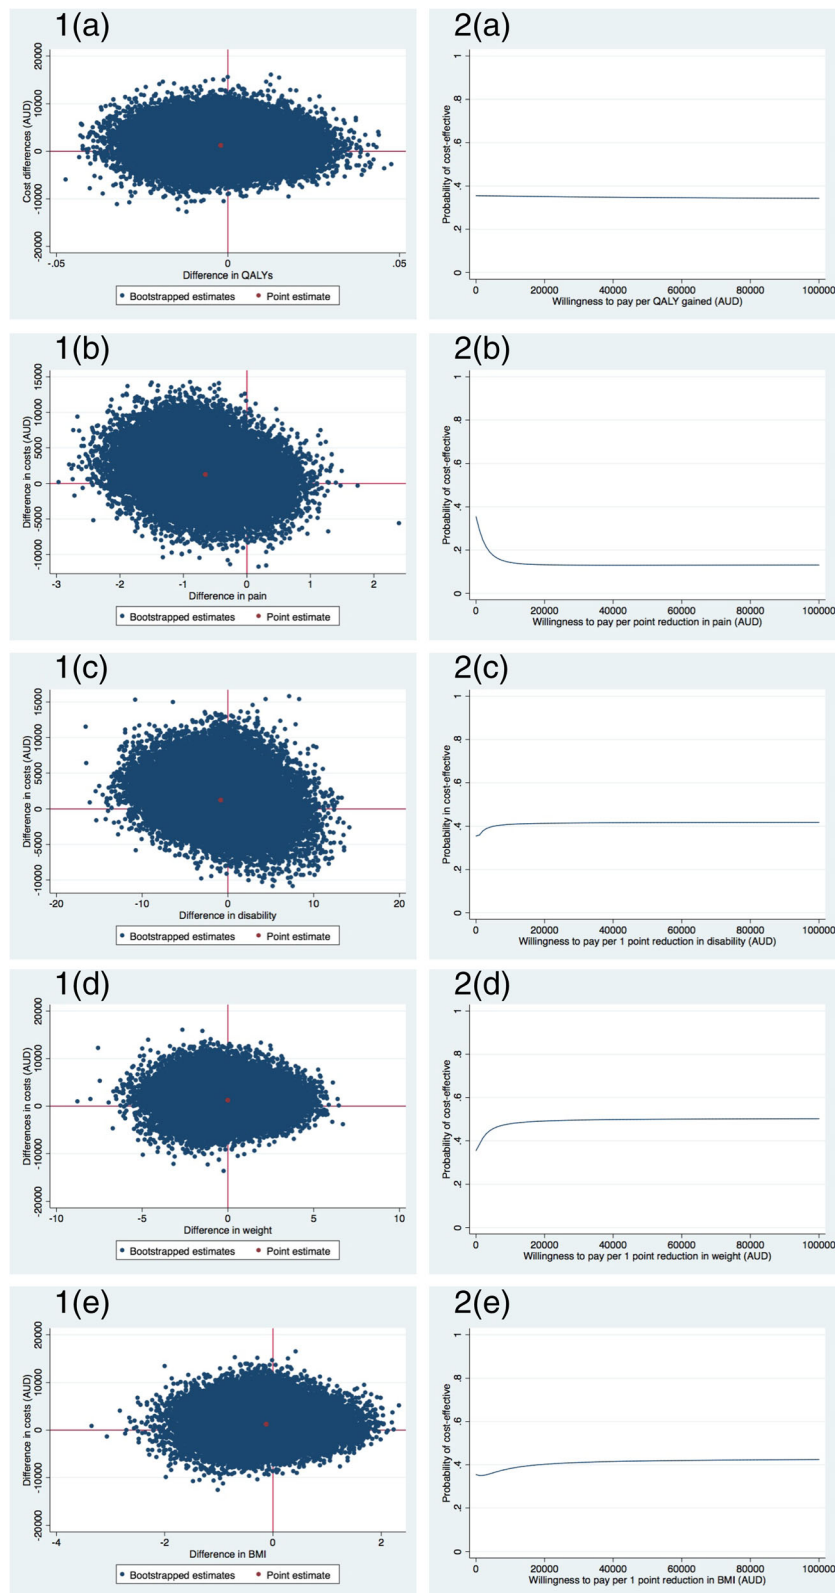 1(a)
Cost differences (AUD)
20000
10000
0
-10000
-20000
-.05
0
.05
Difference in QALYs
Bootstrapped estimates
Point estimate
2(a)
Probability of cost-effective
1
.8
.6
.4
.2
0
0
20000
40000
60000
80000
100000
Willingness to pay per QALY gained (AUD)
1(b)
Difference in costs (AUD)
15000
10000
5000
0
-5000
-10000
-3
-2
-1
0
1
2
Difference in pain
Bootstrapped estimates
Point estimate
2(b)
Probability of cost-effective
1
.8
.6
.4
.2
0
0
20000
40000
60000
80000
100000
Willingness to pay per point reduction in pain (AUD)
1(c)
Difference in costs (AUD)
15000
10000
5000
0
-5000
-10000
-20
-10
0
10
20
Difference in disability
Bootstrapped estimates
Point estimate
2(c)
Probability in cost-effective
1
.8
.6
.4
.2
0
0
20000
40000
60000
80000
100000
Willingness to pay per 1 point reduction in disability (AUD)
1(d)
Differences in costs (AUD)
20000
10000
0
-10000
-20000
-10
-5
0
5
10
Difference in weight
Bootstrapped estimates
Point estimate
2(d)
Probability of cost-effective
1
.8
.6
.4
.2
0
0
20000
40000
60000
80000
100000
Willingness to pay per 1 point reduction in weight (AUD)
1(e)
Difference in costs (AUD)
20000
10000
0
-10000
-20000
-4
-2
0
2
Difference in BMI
Bootstrapped estimates
Point estimate
2(e)
Probability of cost-effective
1
.8
.6
.4
.2
0
0
20000
40000
60000
80000
100000
Willingness to pay per 1 point reduction in BMI (AUD)